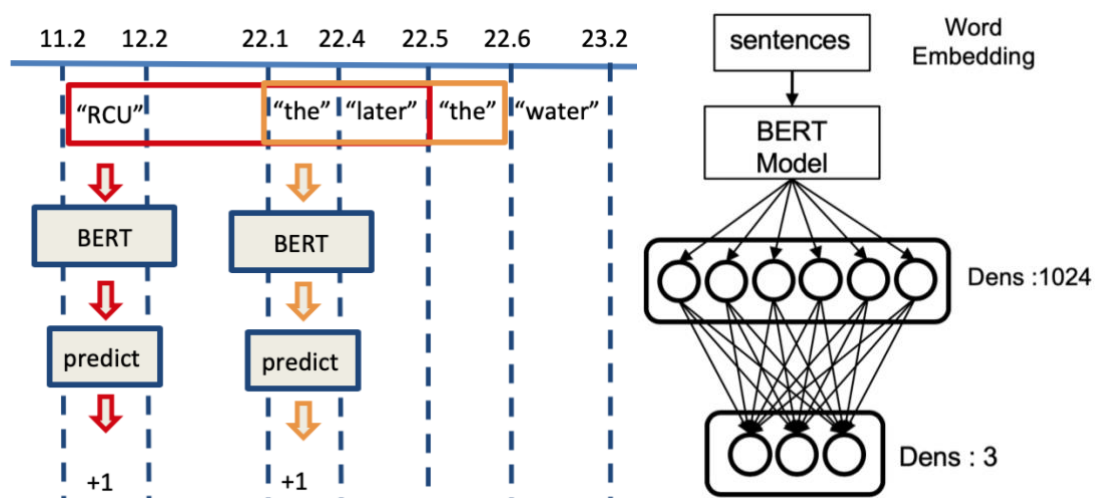 11.2 12.2 22.1 22.4 22.5 22.6 23.2
“RCU” “the” “later” “the” “water”
BERT BERT
predict predict
+1 +1
sentences
Word
Embedding
BERT
Model
Dens :1024
Dens : 3